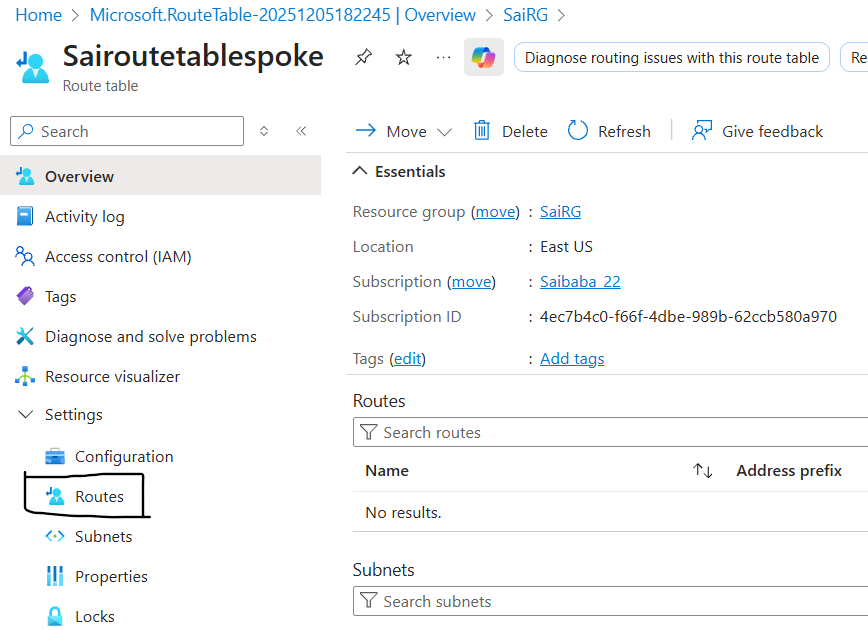 Home > Microsoft.RouteTable-20251205182245 | Overview > SaiRG >
Sairoutetablespoke
Route table
Diagnose routing issues with this route table
Re
Search
Move
Delete
Refresh
Give feedback
Overview
Activity log
Access control (IAM)
Tags
Diagnose and solve problems
Resource visualizer
Settings
Configuration
Routes
Subnets
Properties
Locks
Essentials
Resource group (move) : SaiRG
Location : East US
Subscription (move) : Saibaba_22
Subscription ID : 4ec7b4c0-f66f-4dbe-989b-62ccb580a970
Tags (edit) : Add tags
Routes
Search routes
Name Address prefix
No results.
Subnets
Search subnets